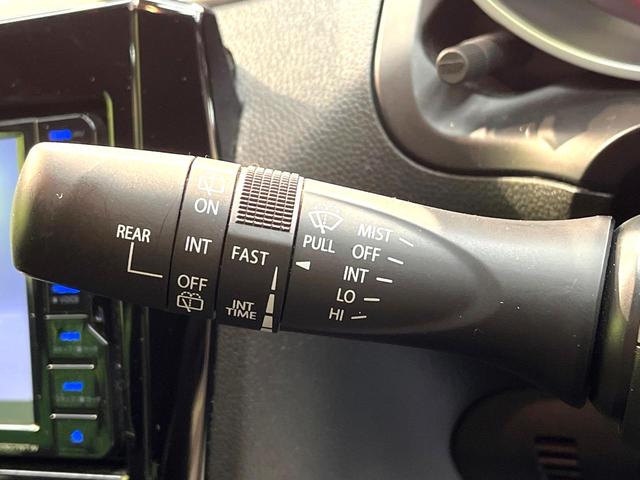 REAR
ON
INT
OFF
FAST
INT
TIME
PULL
MIST
OFF
INT
LO
HI